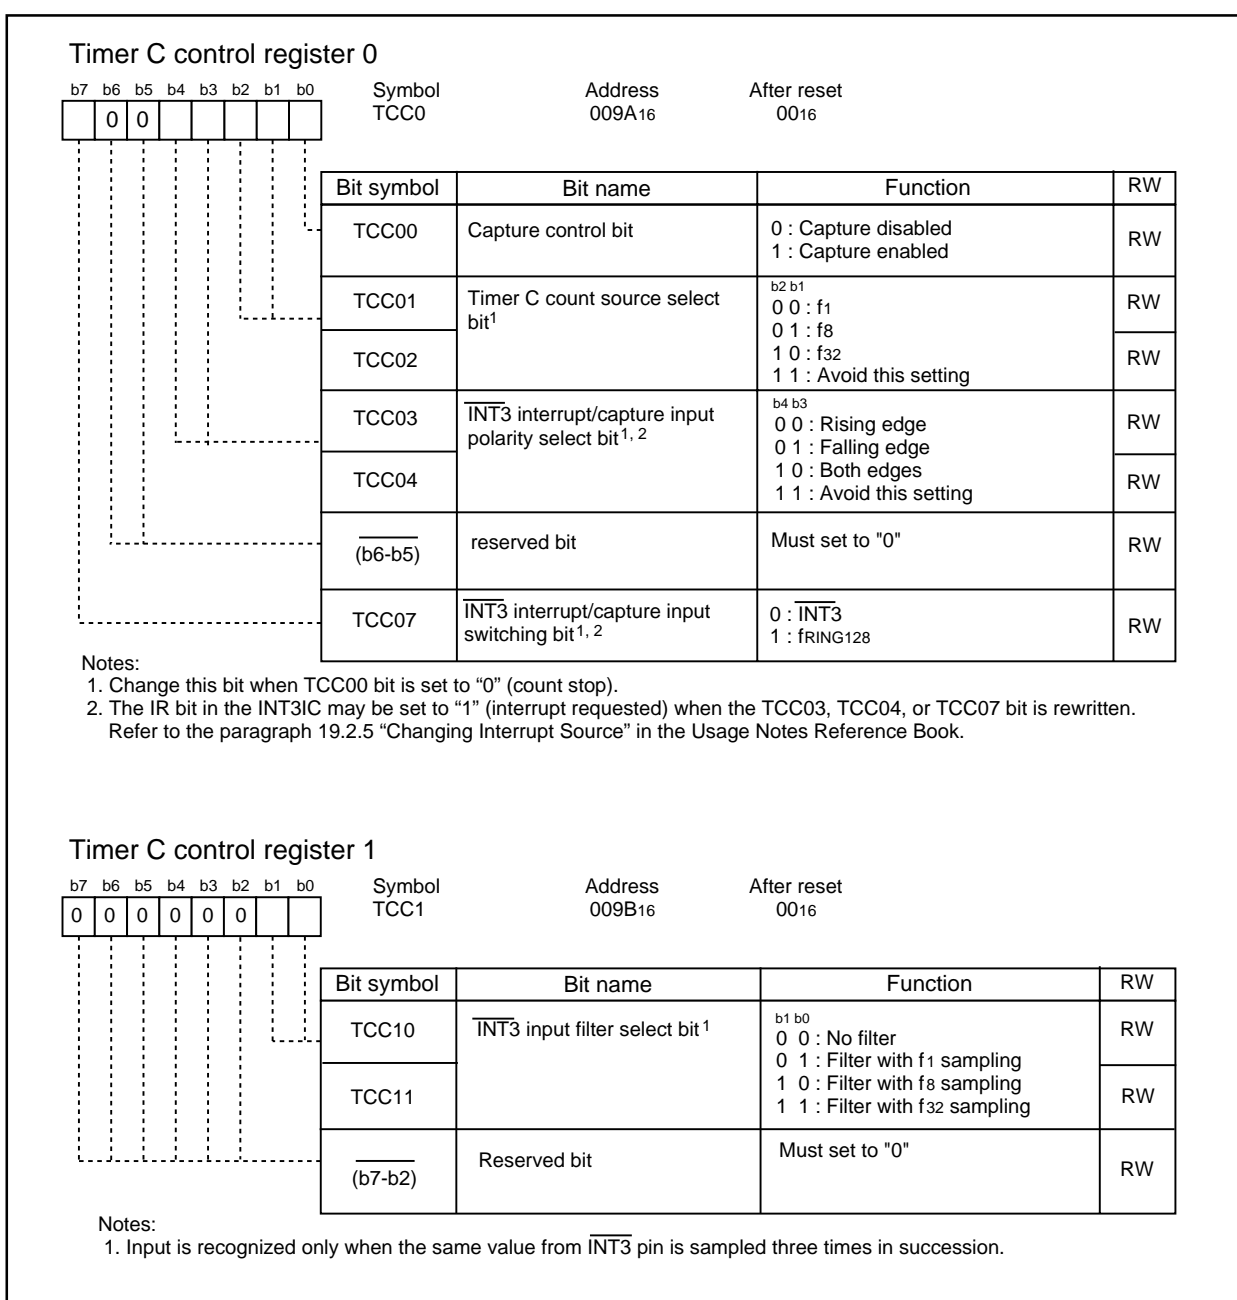 Timer C control register 0
b7 b6 b5 b4 b3 b2 b1 b0 Symbol Address After reset
0 0 TCC0 009A16 0016
Bit symbol Bit name Function RW
TCC00 Capture control bit 0 : Capture disabled RW
1 : Capture enabled
TCC01 Timer C count source select bit1 b2 b1 RW
0 0 : f1
0 1 : f8
TCC02 1 0 : f32 RW
1 1 : Avoid this setting
TCC03 INT3 interrupt/capture input b4 b3 RW
polarity select bit1, 2 0 0 : Rising edge
0 1 : Falling edge
TCC04 1 0 : Both edges RW
1 1 : Avoid this setting
(b6-b5) reserved bit Must set to "0" RW
TCC07 INT3 interrupt/capture input 0 : INT3 RW
switching bit1, 2 1 : fRING128
Notes:
1. Change this bit when TCC00 bit is set to “0” (count stop).
2. The IR bit in the INT3IC may be set to “1” (interrupt requested) when the TCC03, TCC04, or TCC07 bit is rewritten.
Refer to the paragraph 19.2.5 “Changing Interrupt Source” in the Usage Notes Reference Book.
Timer C control register 1
b7 b6 b5 b4 b3 b2 b1 b0 Symbol Address After reset
0 0 0 0 0 0 TCC1 009B16 0016
Bit symbol Bit name Function RW
TCC10 INT3 input filter select bit1 b1 b0 RW
0 0 : No filter
0 1 : Filter with f1 sampling
TCC11 1 0 : Filter with f8 sampling RW
1 1 : Filter with f32 sampling
(b7-b2) Reserved bit Must set to "0" RW
Notes:
1. Input is recognized only when the same value from INT3 pin is sampled three times in succession.